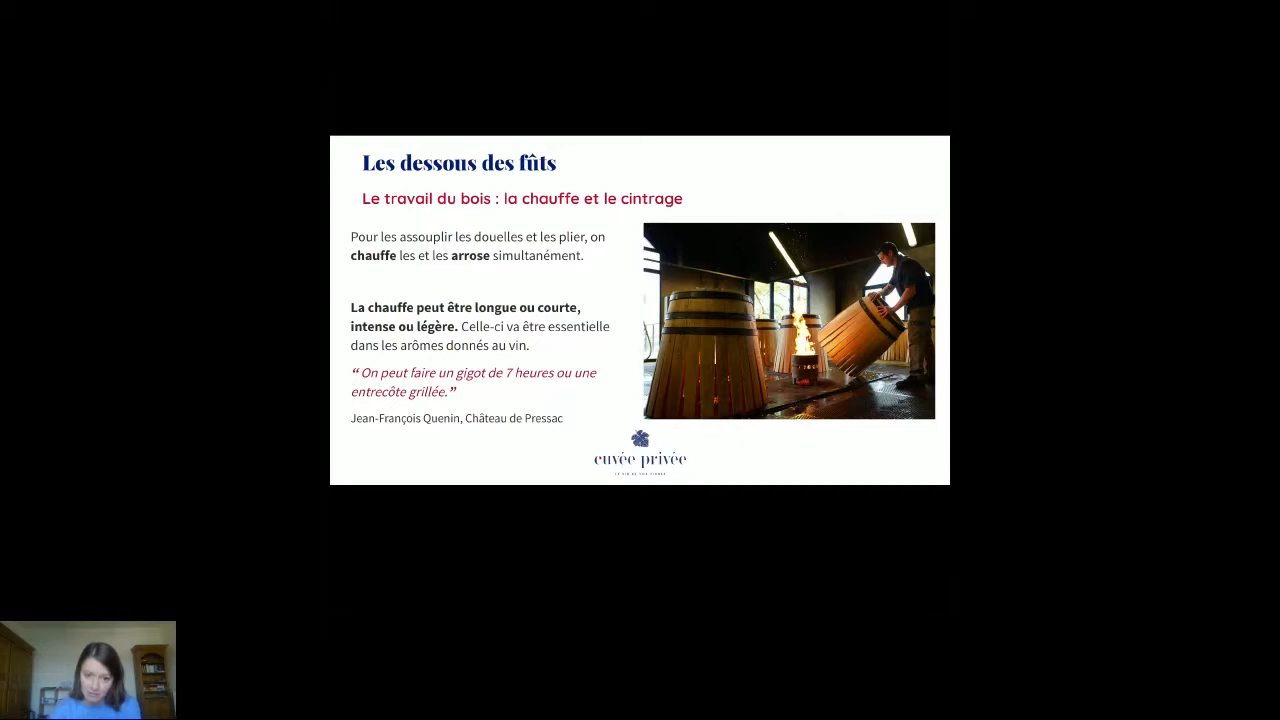 Les dessous des fûts
Le travail du bois : la chauffe et le cintrage
Pour les assouplir les douelles et les plier, on
chauffe les et les arrose simultanément.
La chauffe peut être longue ou courte,
intense ou légère. Celle-ci va être essentielle
dans les arômes donnés au vin.
“ On peut faire un gigot de 7 heures ou une
entrecôte grillée.”
Jean-François Quenin, Château de Pressac
cuvée privée